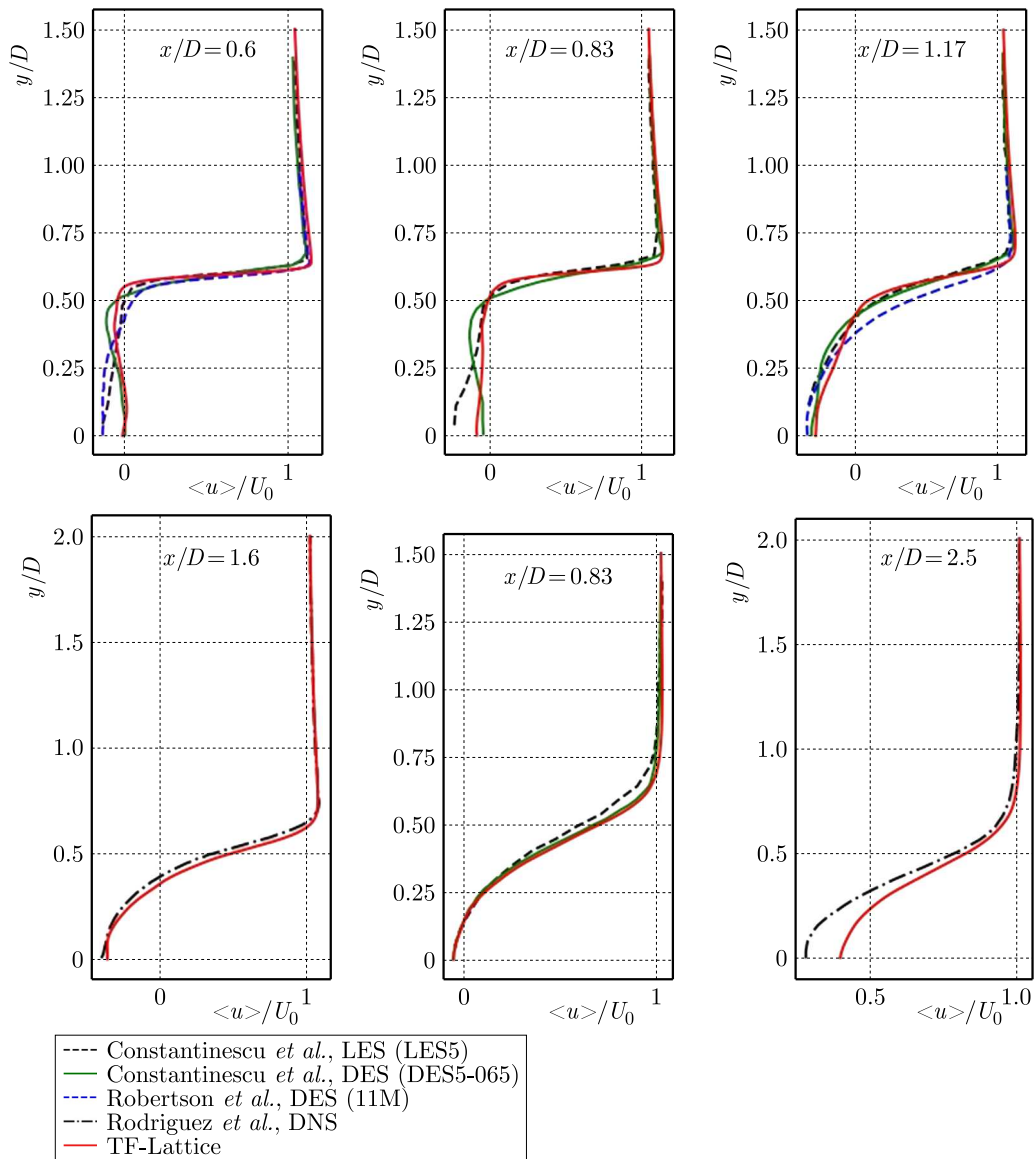 1.50
y/D
x/D=0.6
1.25
1.00
0.75
0.50
0.25
0
0 1
<u>/U0
1.50
y/D
x/D=0.83
1.25
1.00
0.75
0.50
0.25
0
0 1
<u>/U0
1.50
y/D
x/D=1.17
1.25
1.00
0.75
0.50
0.25
0
0 1
<u>/U0
2.0
y/D
x/D=1.6
1.5
1.0
0.5
0
0 1
<u>/U0
1.50
y/D
x/D=0.83
1.25
1.00
0.75
0.50
0.25
0
0 1
<u>/U0
2.0
y/D
x/D=2.5
1.5
1.0
0.5
0
0.5 1.0
<u>/U0
Constantinescu et al., LES (LES5)
Constantinescu et al., DES (DES5-065)
Robertson et al., DES (11M)
Rodriguez et al., DNS
TF-Lattice